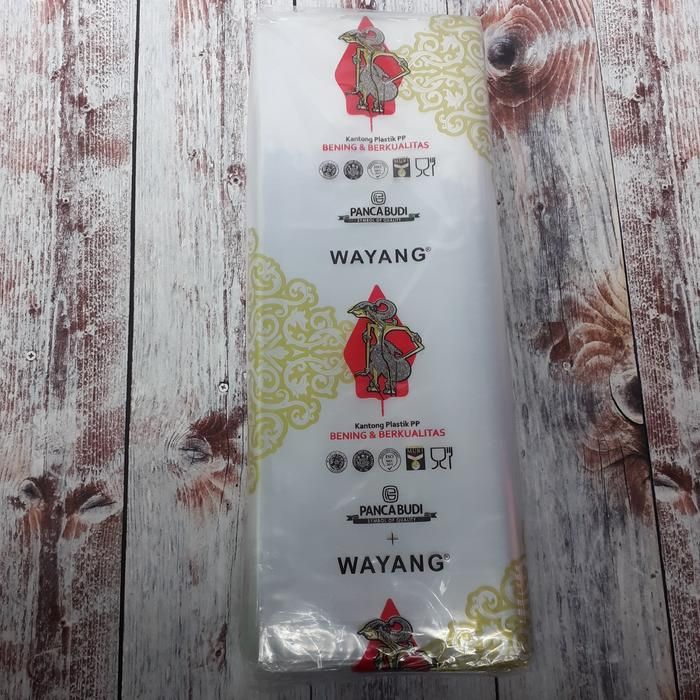 Kantong Plastik PP
BENING & BERKUALITAS
PANCA BUDI
SYMBOL OF QUALITY
WAYANG®
Kantong Plastik PP
BENING & BERKUALITAS
ISO
PANCA BUDI
SYMBOL OF QUALITY
WAYANG®